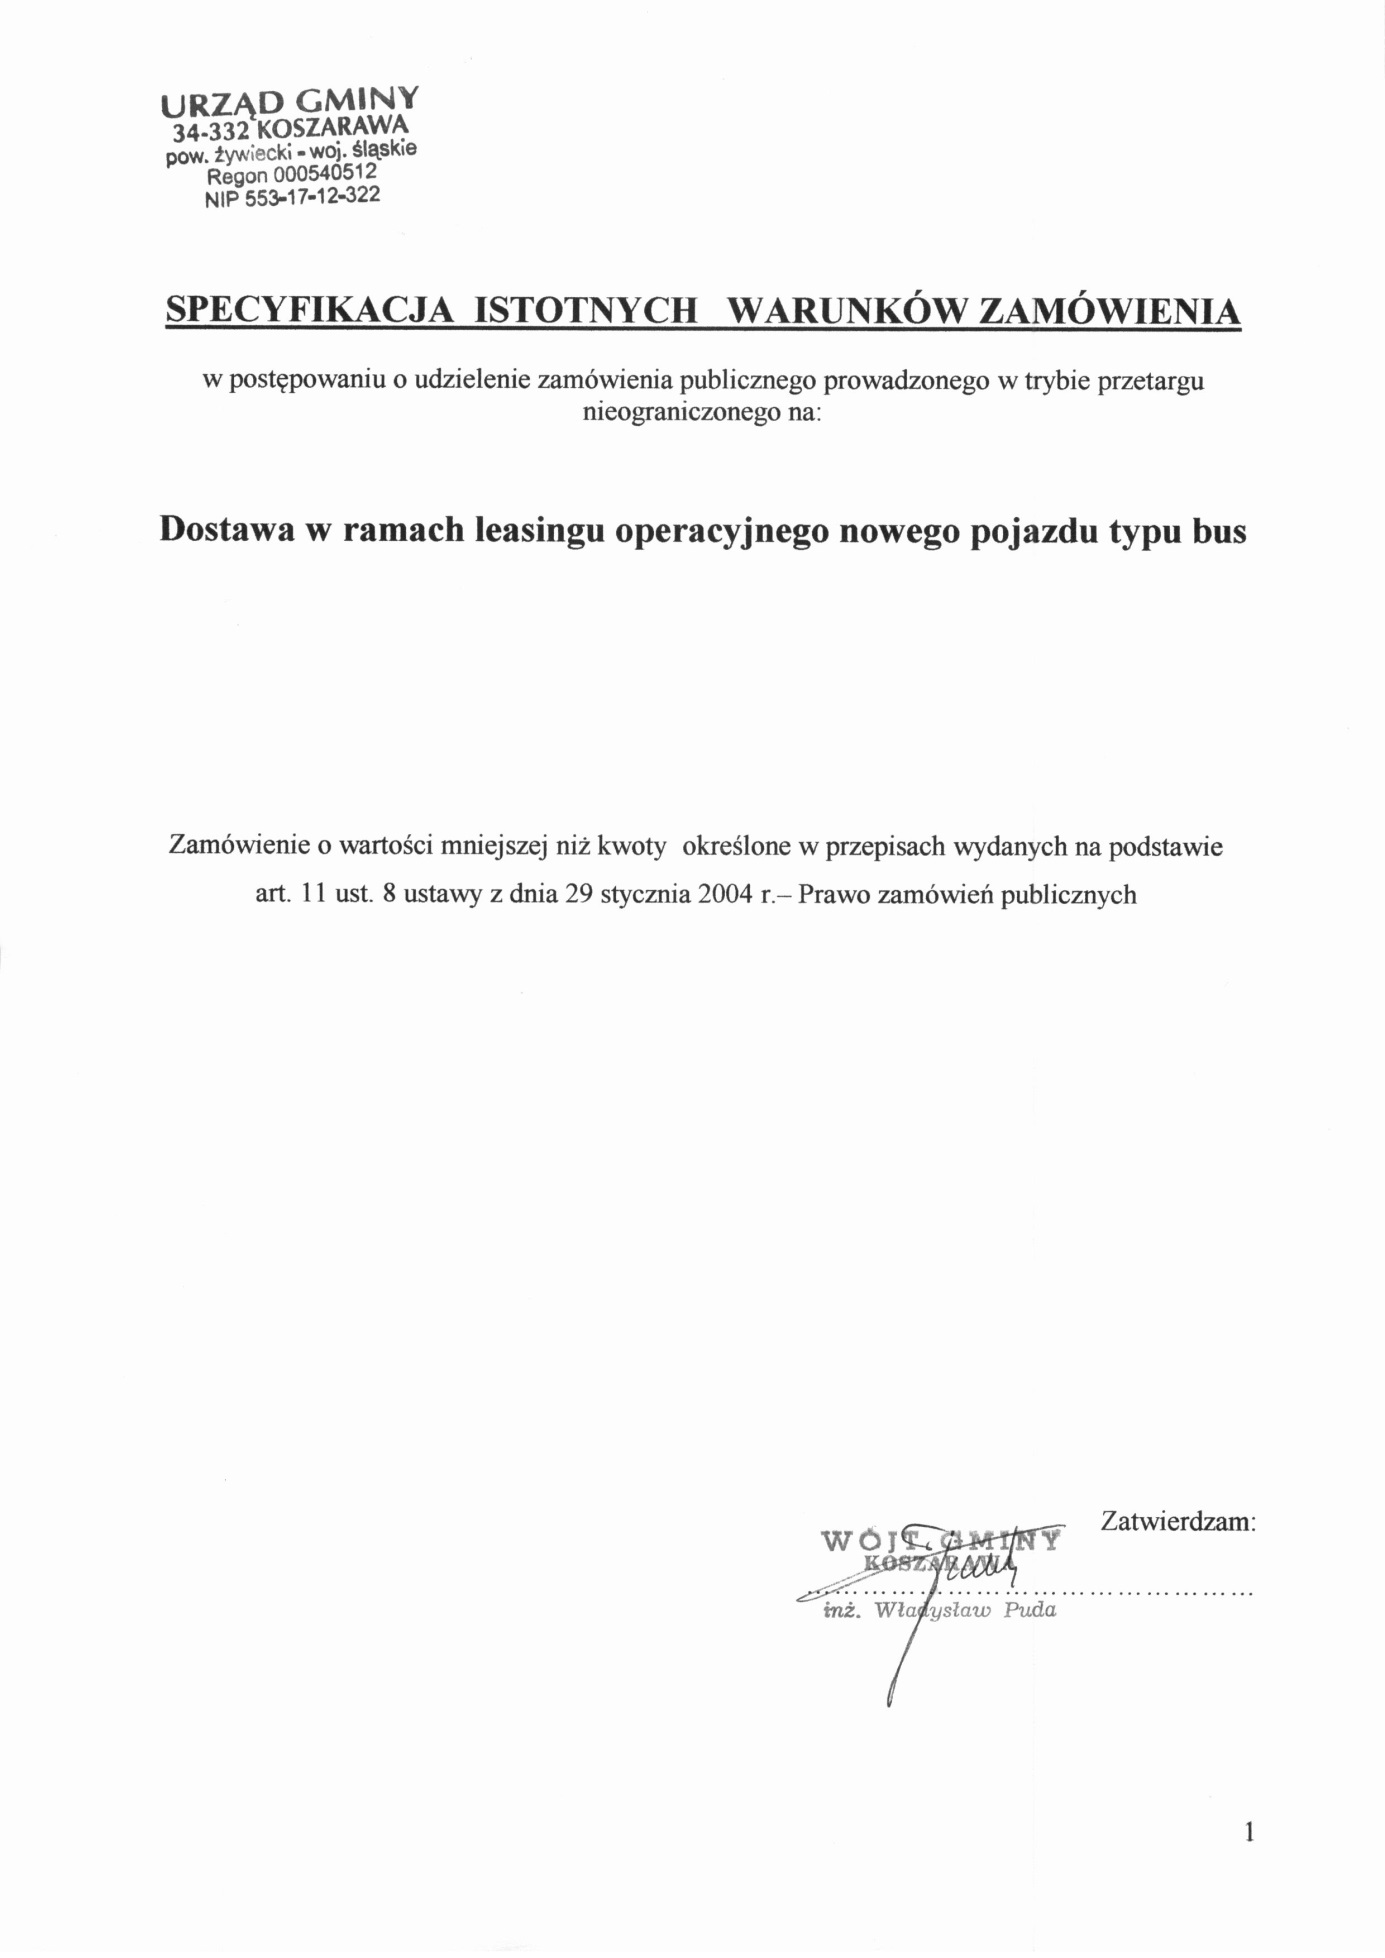 URZĄD GMINY
34-332 KOSZARAWA
pow. żywiecki - woj. śląskie
Regon 000540512
NIP 553-17-12-322
SPECYFIKACJA ISTOTNYCH WARUNKÓW ZAMÓWIENIA
w postępowaniu o udzielenie zamówienia publicznego prowadzonego w trybie przetargu
nieograniczonego na:
Dostawa w ramach leasingu operacyjnego nowego pojazdu typu bus
Zamówienie o wartości mniejszej niż kwoty określone w przepisach wydanych na podstawie
art. 11 ust. 8 ustawy z dnia 29 stycznia 2004 r.– Prawo zamówień publicznych
Zatwierdzam:
WÓJT GMINY
KOSZARAWA
inż. Władysław Puda
1